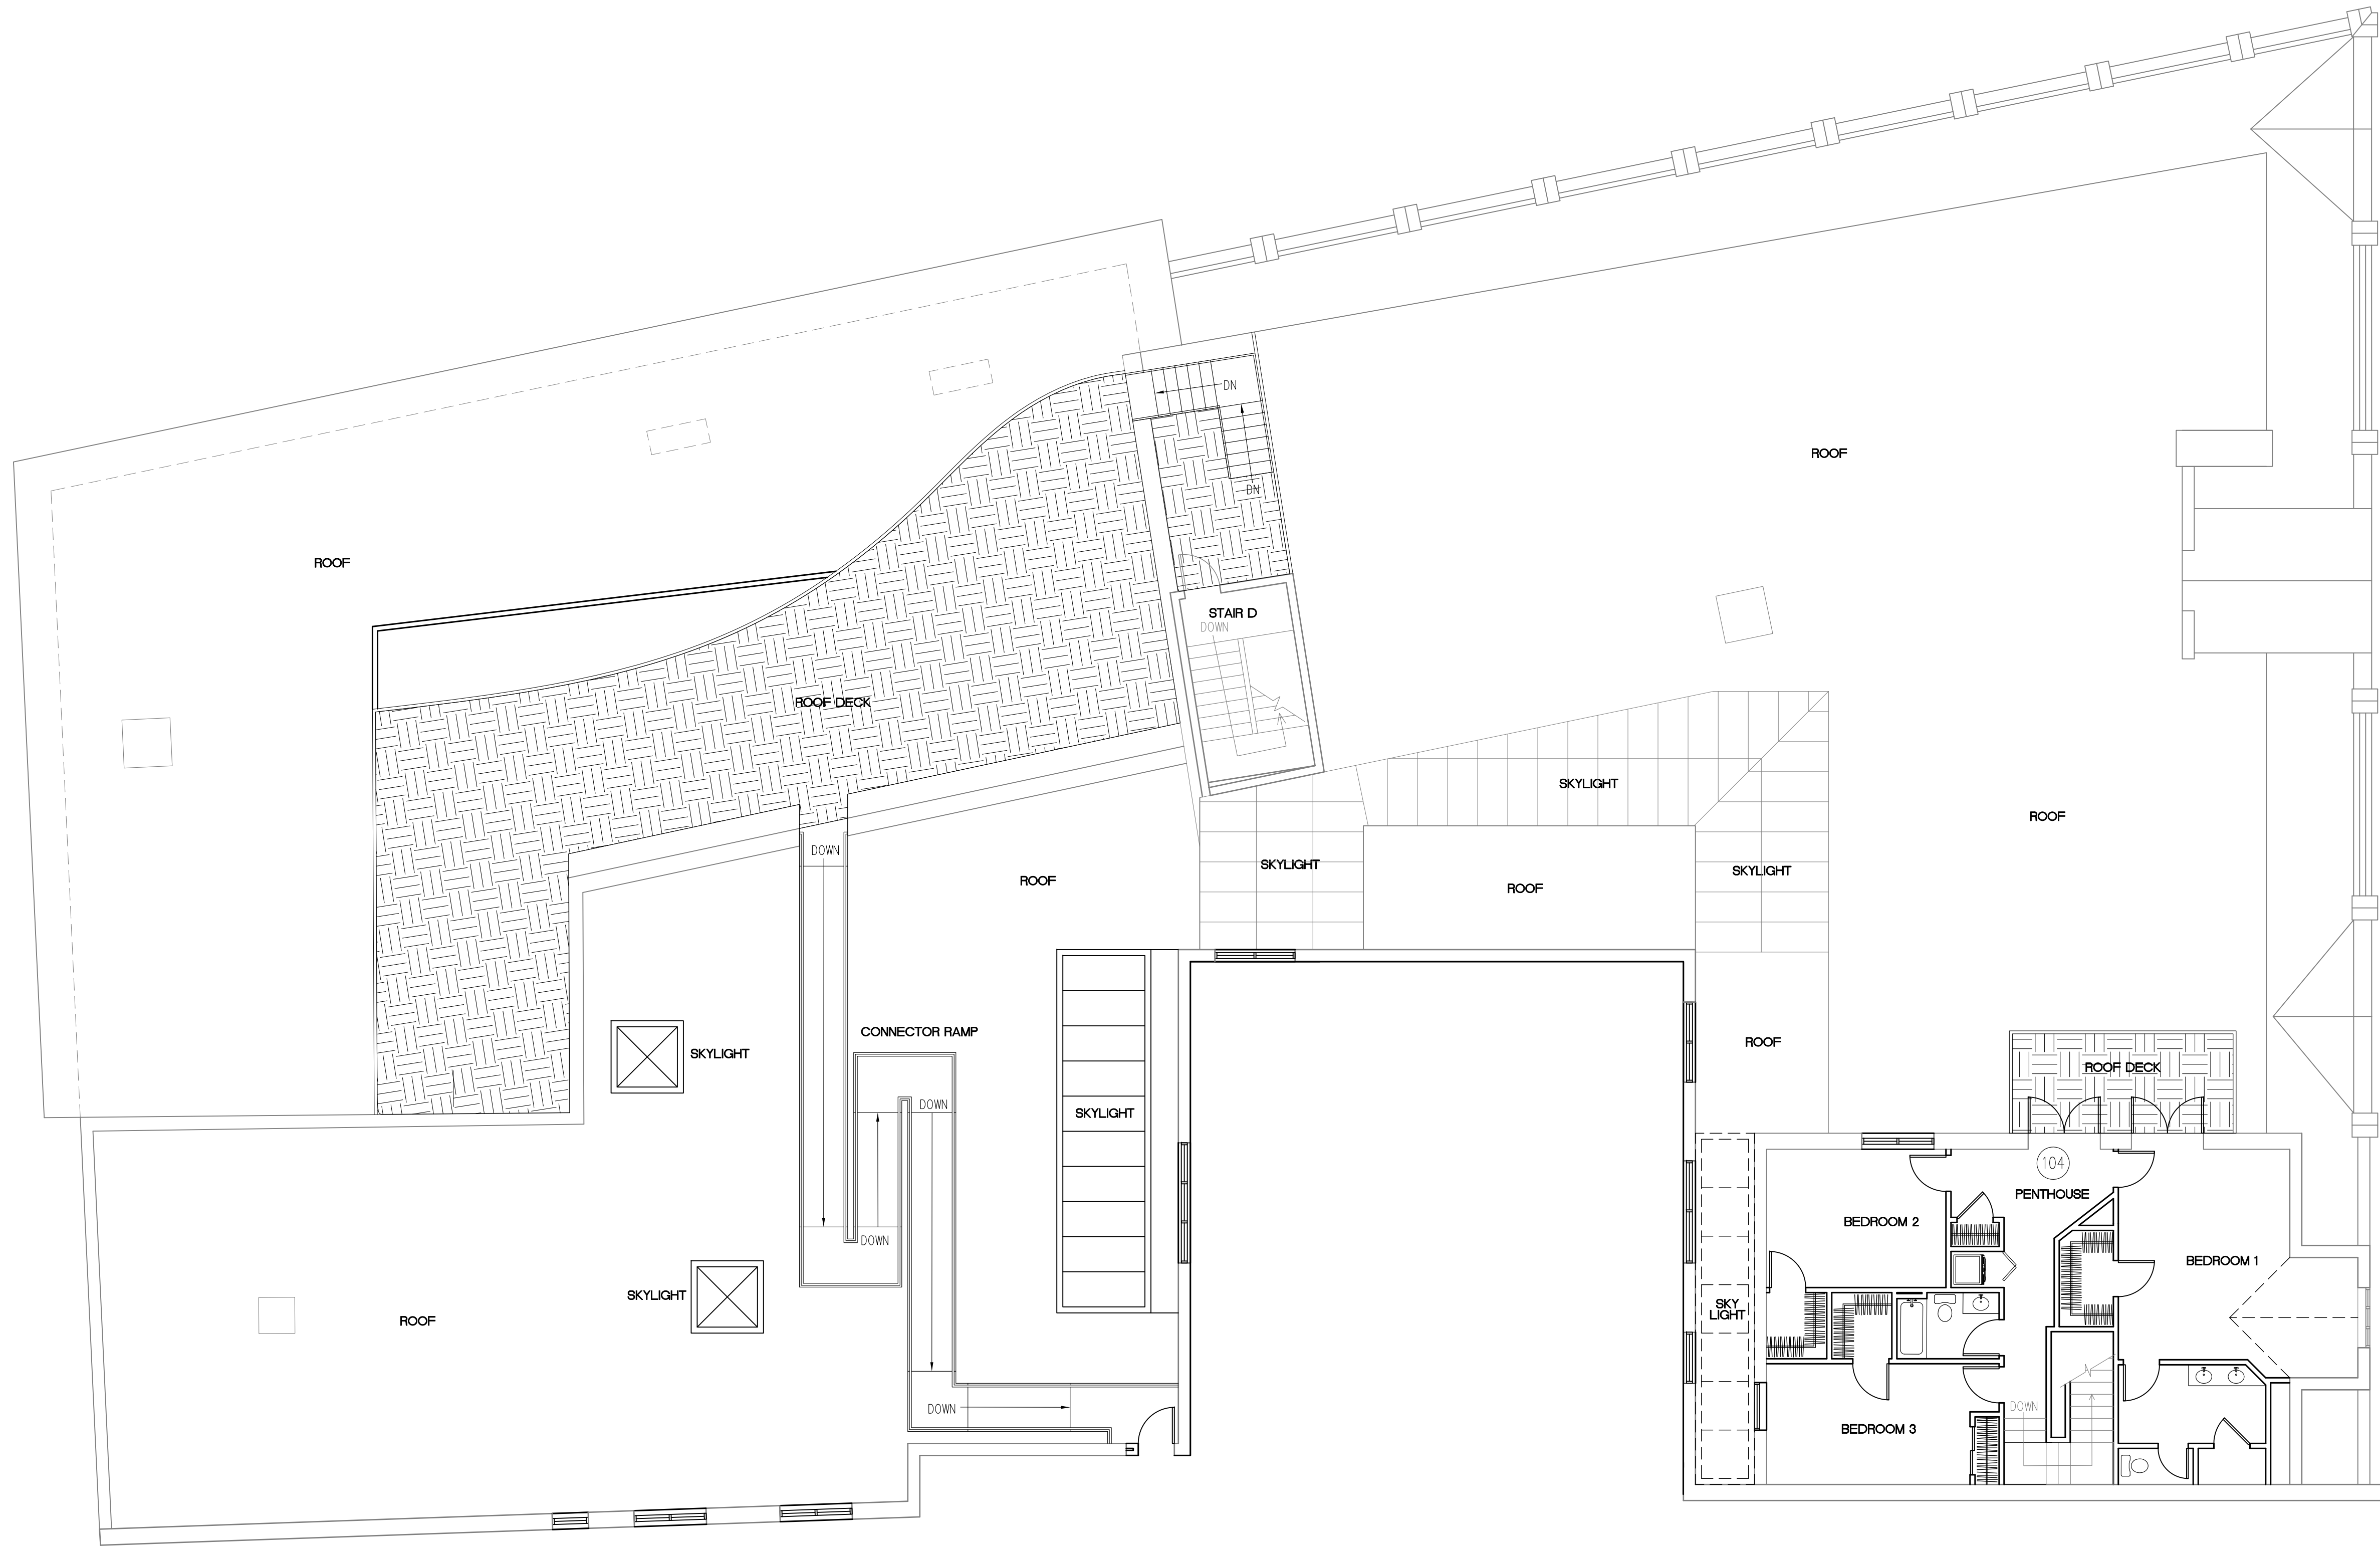 DN
ROOF
DN
ROOF
STAIR D
DOWN
ROOF DECK
SKYLIGHT
ROOF
DOWN
SKYLIGHT
SKYLIGHT
ROOF
ROOF
CONNECTOR RAMP
ROOF
SKYLIGHT
ROOF DECK
DOWN
SKYLIGHT
104
PENTHOUSE
BEDROOM 2
DOWN
BEDROOM 1
SKYLIGHT
SKY
LIGHT
ROOF
DOWN
DOWN
BEDROOM 3